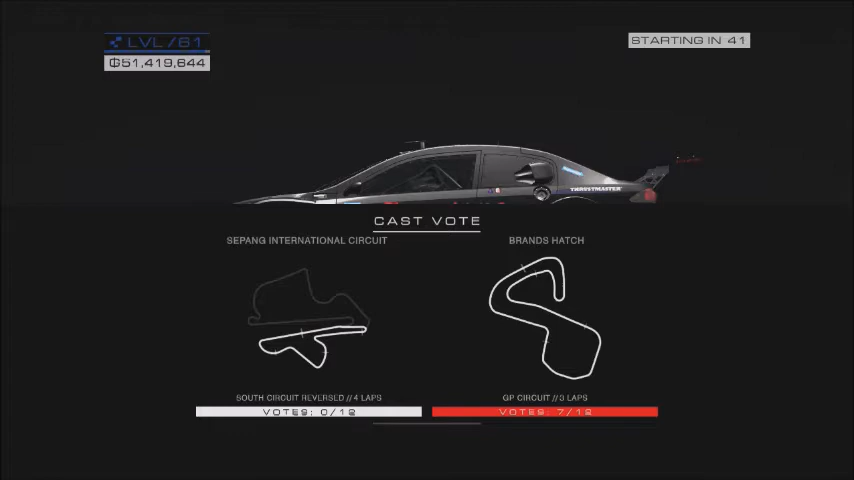 LVL/61
STARTING IN 41
51,419,644
THRUSTMASTER
CAST VOTE
SEPANG INTERNATIONAL CIRCUIT
BRANDS HATCH
SOUTH CIRCUIT REVERSED // 4 LAPS
GP CIRCUIT // 3 LAPS
VOTES: 0/12
VOTES: 7/12